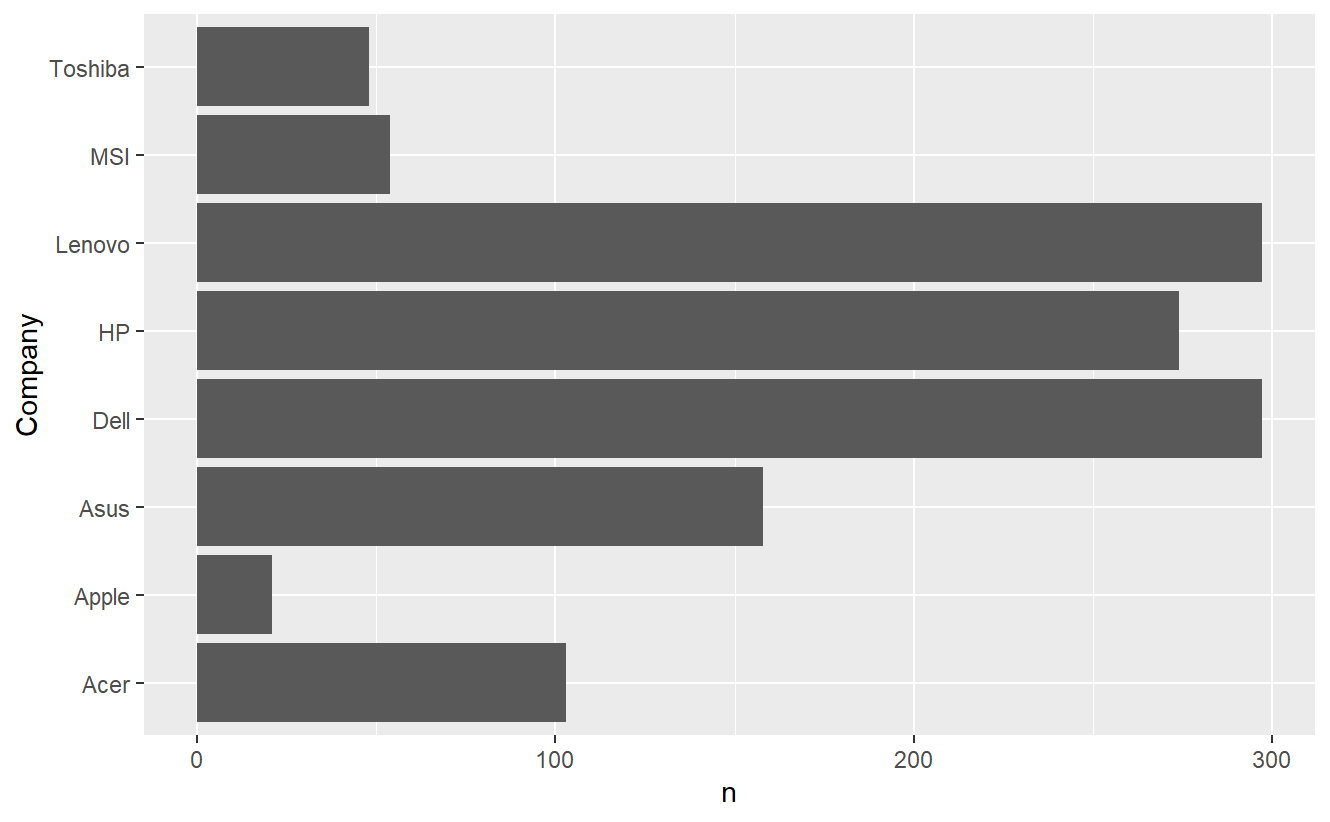 Toshiba
MSI
Lenovo
HP
Dell
Asus
Apple
Acer
Company
0 100 200 300
n